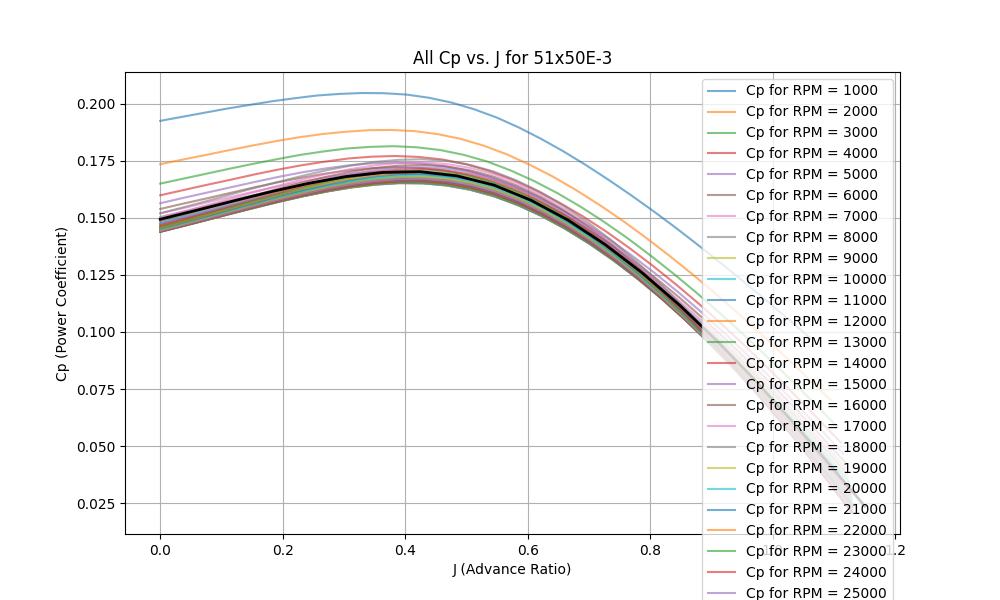 All Cp vs. J for 51x50E-3
Cp (Power Coefficient)
0.200
0.175
0.150
0.125
0.100
0.075
0.050
0.025
0.0 0.2 0.4 0.6 0.8 1.0 1.2
J (Advance Ratio)
Cp for RPM = 1000
Cp for RPM = 2000
Cp for RPM = 3000
Cp for RPM = 4000
Cp for RPM = 5000
Cp for RPM = 6000
Cp for RPM = 7000
Cp for RPM = 8000
Cp for RPM = 9000
Cp for RPM = 10000
Cp for RPM = 11000
Cp for RPM = 12000
Cp for RPM = 13000
Cp for RPM = 14000
Cp for RPM = 15000
Cp for RPM = 16000
Cp for RPM = 17000
Cp for RPM = 18000
Cp for RPM = 19000
Cp for RPM = 20000
Cp for RPM = 21000
Cp for RPM = 22000
Cp for RPM = 23000
Cp for RPM = 24000
Cp for RPM = 25000